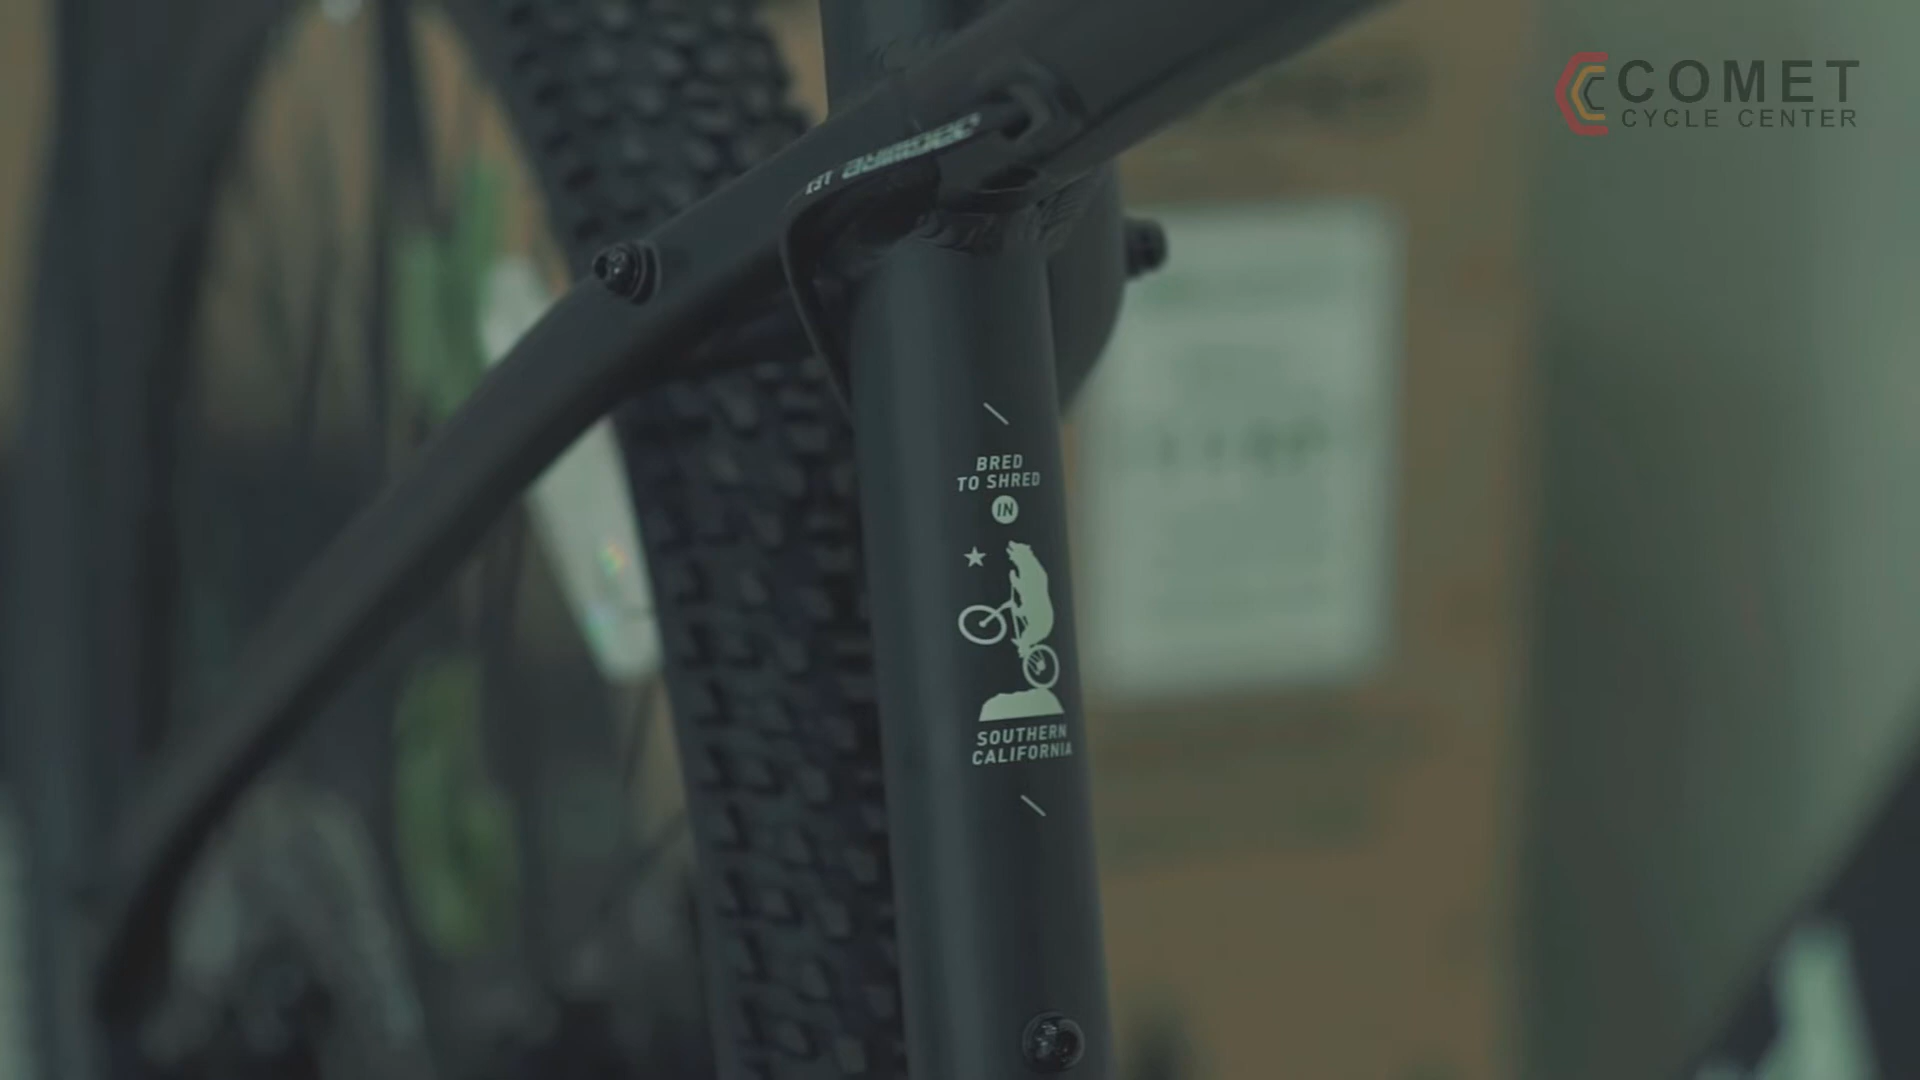 COMET
CYCLE CENTER
BRED
TO SHRED
IN
SOUTHERN
CALIFORNIA